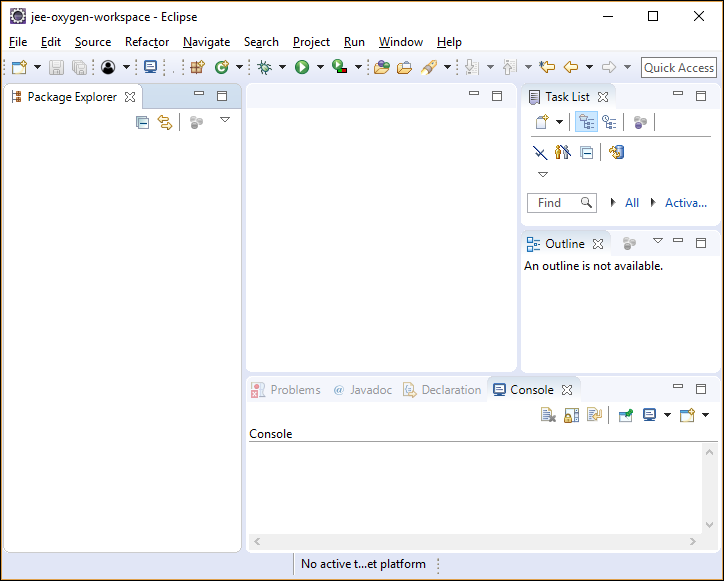 jee-oxygen-workspace - Eclipse
File Edit Source Refactor Navigate Search Project Run Window Help
Quick Access
Package Explorer
Task List
Find All Activa...
Outline
An outline is not available.
Problems @ Javadoc Declaration Console
Console
No active t...et platform